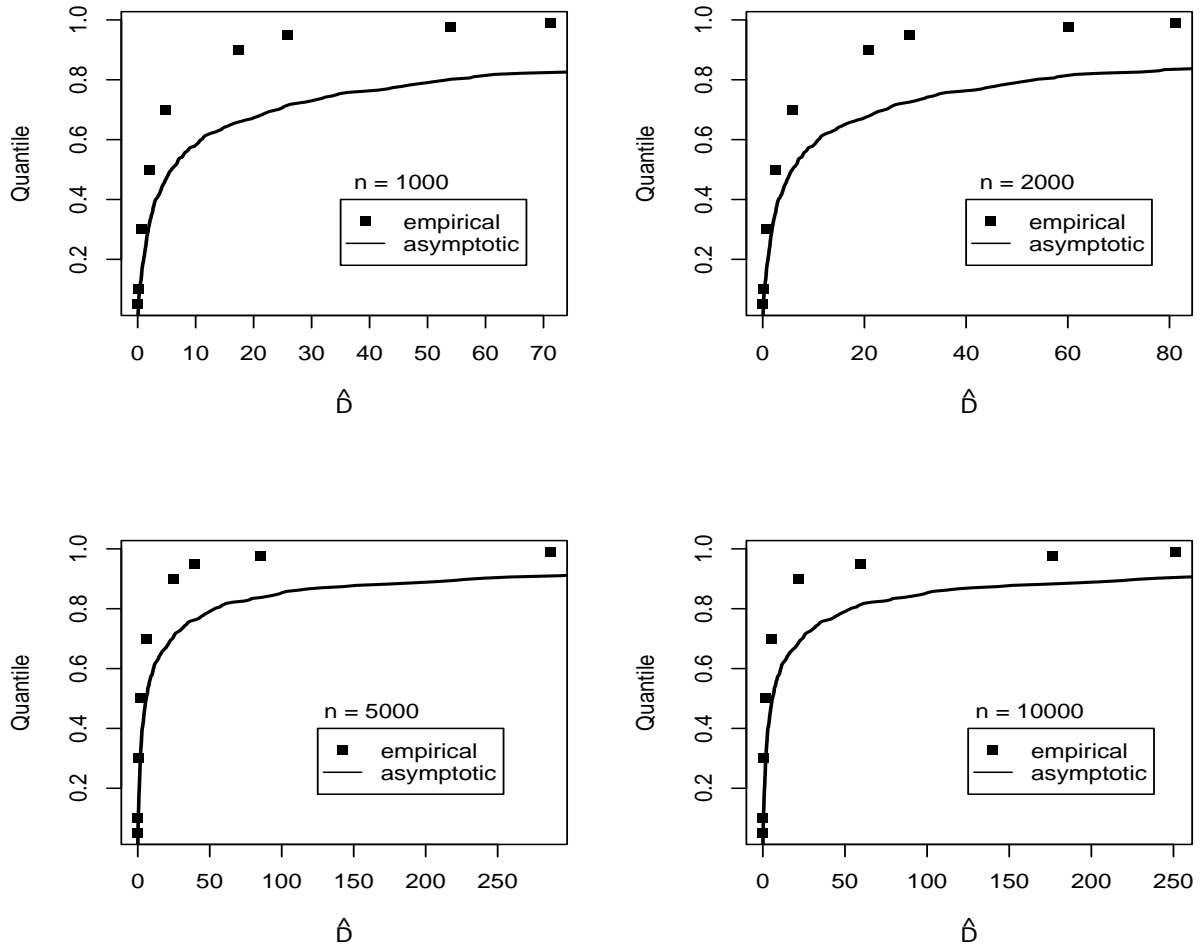 Quantile
1.0
0.8
0.6
0.4
0.2
n = 1000
empirical
asymptotic
0 10 20 30 40 50 60 70
D̂
Quantile
1.0
0.8
0.6
0.4
0.2
n = 2000
empirical
asymptotic
0 20 40 60 80
D̂
Quantile
1.0
0.8
0.6
0.4
0.2
n = 5000
empirical
asymptotic
0 50 100 150 200 250
D̂
Quantile
1.0
0.8
0.6
0.4
0.2
n = 10000
empirical
asymptotic
0 50 100 150 200 250
D̂